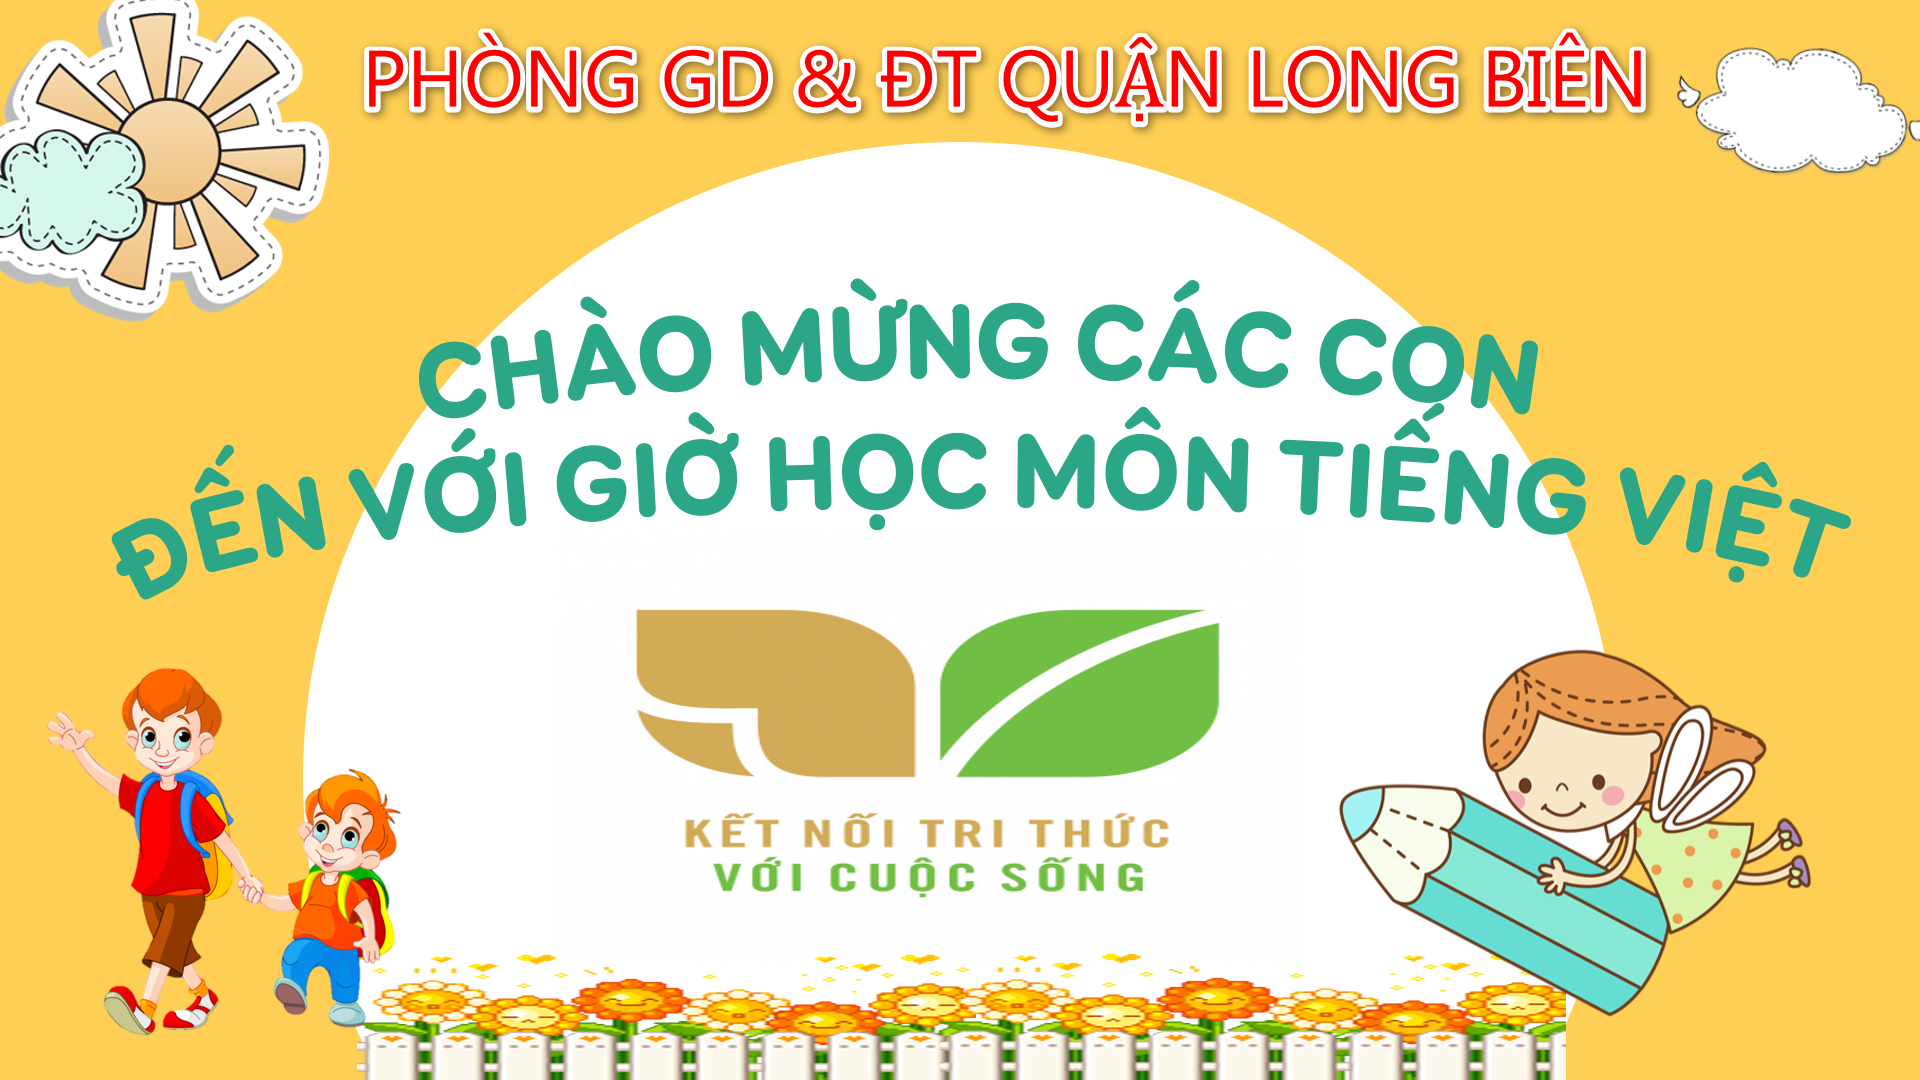 PHÒNG GD & ĐT QUẬN LONG BIÊN
CHÀO MỪNG CÁC CON
ĐẾN VỚI GIỜ HỌC MÔN TIẾNG VIỆT
KẾT NỐI TRI THỨC
VỚI CUỘC SỐNG